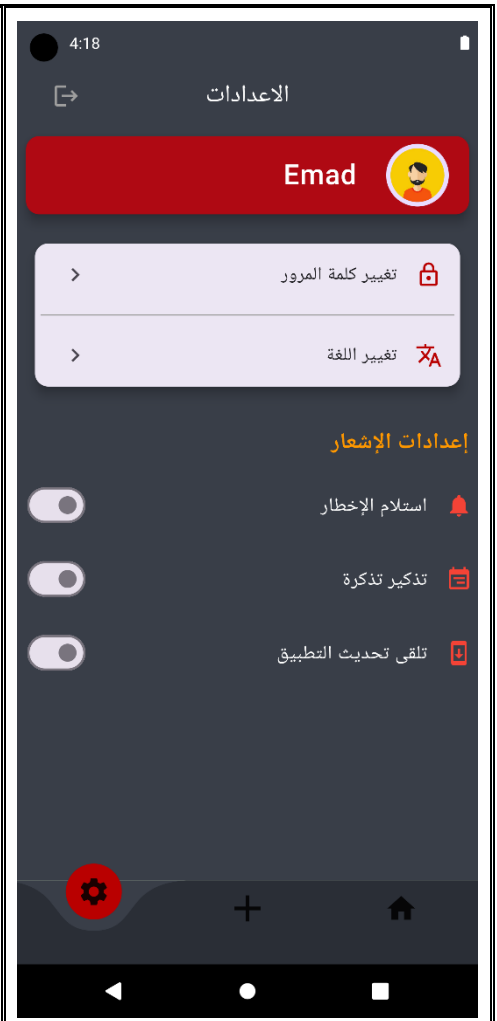 4:18
الاعدادات
Emad
تغيير كلمة المرور
تغيير اللغة
إعدادات الإشعار
استلام الإخطار
تذكير تذكرة
تلقى تحديث التطبيق